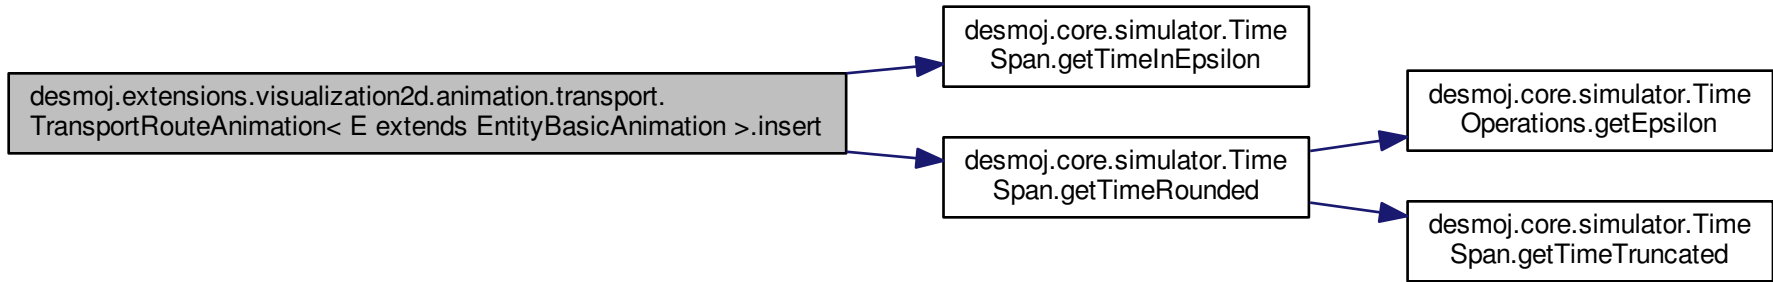 desmoj.extensions.visualization2d.animation.transport.
TransportRouteAnimation< E extends EntityBasicAnimation >.insert
desmoj.core.simulator.Time
Span.getTimeInEpsilon
desmoj.core.simulator.Time
Span.getTimeRounded
desmoj.core.simulator.Time
Operations.getEpsilon
desmoj.core.simulator.Time
Span.getTimeTruncated